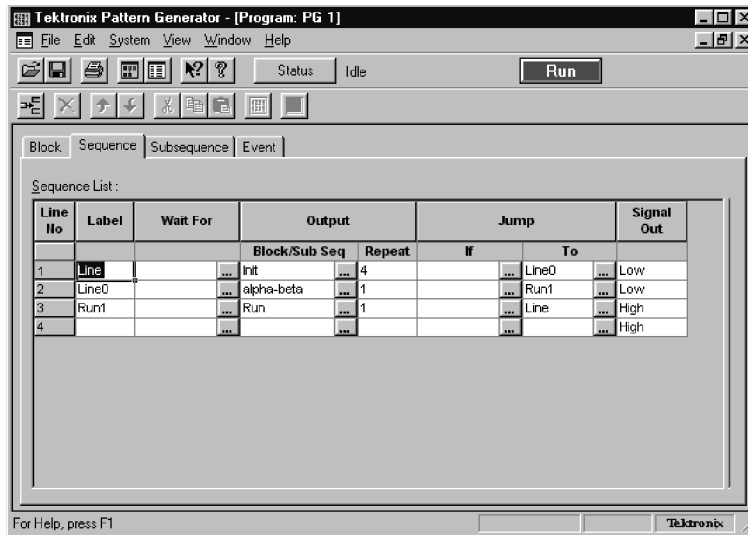 Tektronix Pattern Generator - [Program: PG 1]
File Edit System View Window Help
Status Idle Run
Block Sequence Subsequence Event
Sequence List :
Line No Label Wait For Output Jump Signal Out
Block/Sub Seq Repeat If To
1 Line ... Init ... 4 ... Line0 ... Low
2 Line0 ... alpha-beta ... 1 ... Run1 ... Low
3 Run1 ... Run ... 1 ... Line ... High
4 ... ... ... ... High
For Help, press F1 Tektronix